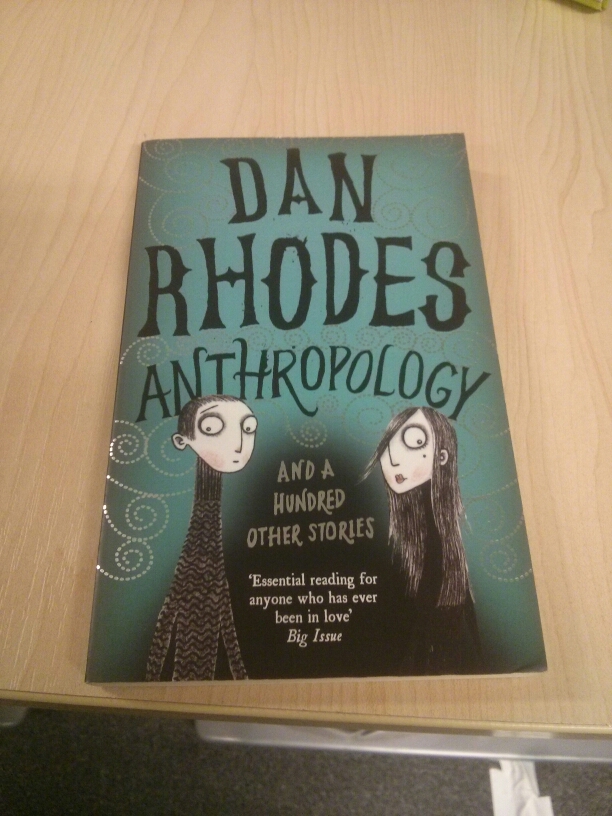 DAN
RHODES
ANTHROPOLOGY
AND A
HUNDRED
OTHER STORIES
'Essential reading for
anyone who has ever
been in love'
Big Issue